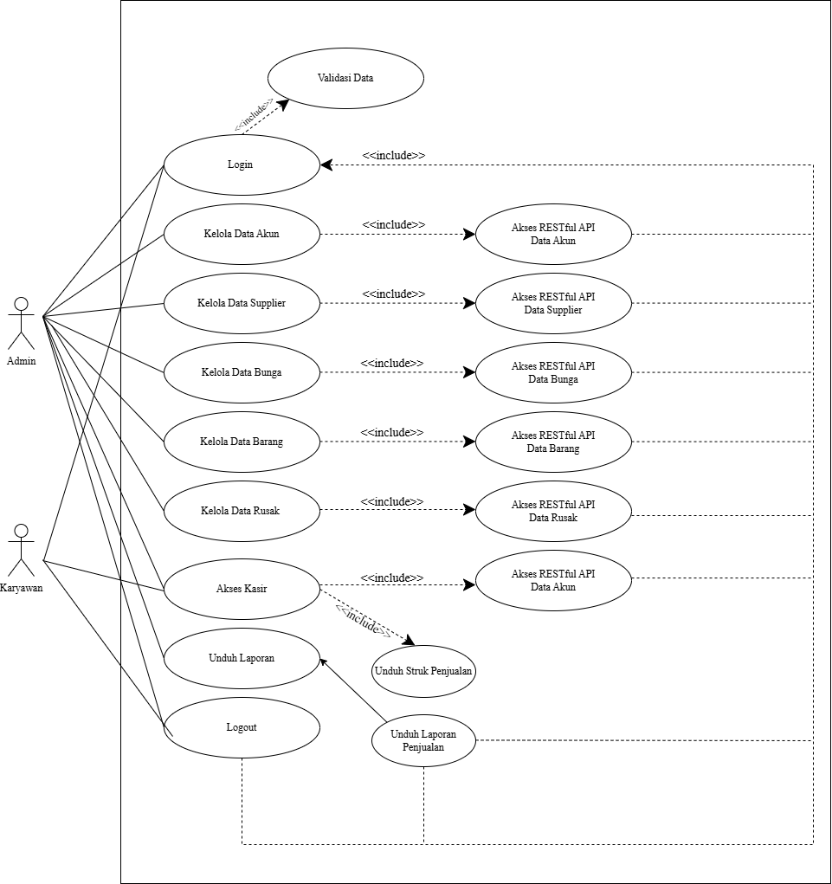 Validasi Data
<<include>>
Login
<<include>>
Kelola Data Akun
<<include>>
Akses RESTful API
Data Akun
Kelola Data Supplier
<<include>>
Akses RESTful API
Data Supplier
Admin
Kelola Data Bunga
<<include>>
Akses RESTful API
Data Bunga
Kelola Data Barang
<<include>>
Akses RESTful API
Data Barang
Kelola Data Rusak
<<include>>
Akses RESTful API
Data Rusak
Karyawan
Akses Kasir
<<include>>
Akses RESTful API
Data Akun
<<include>>
Unduh Laporan
Unduh Struk Penjualan
Logout
Unduh Laporan
Penjualan